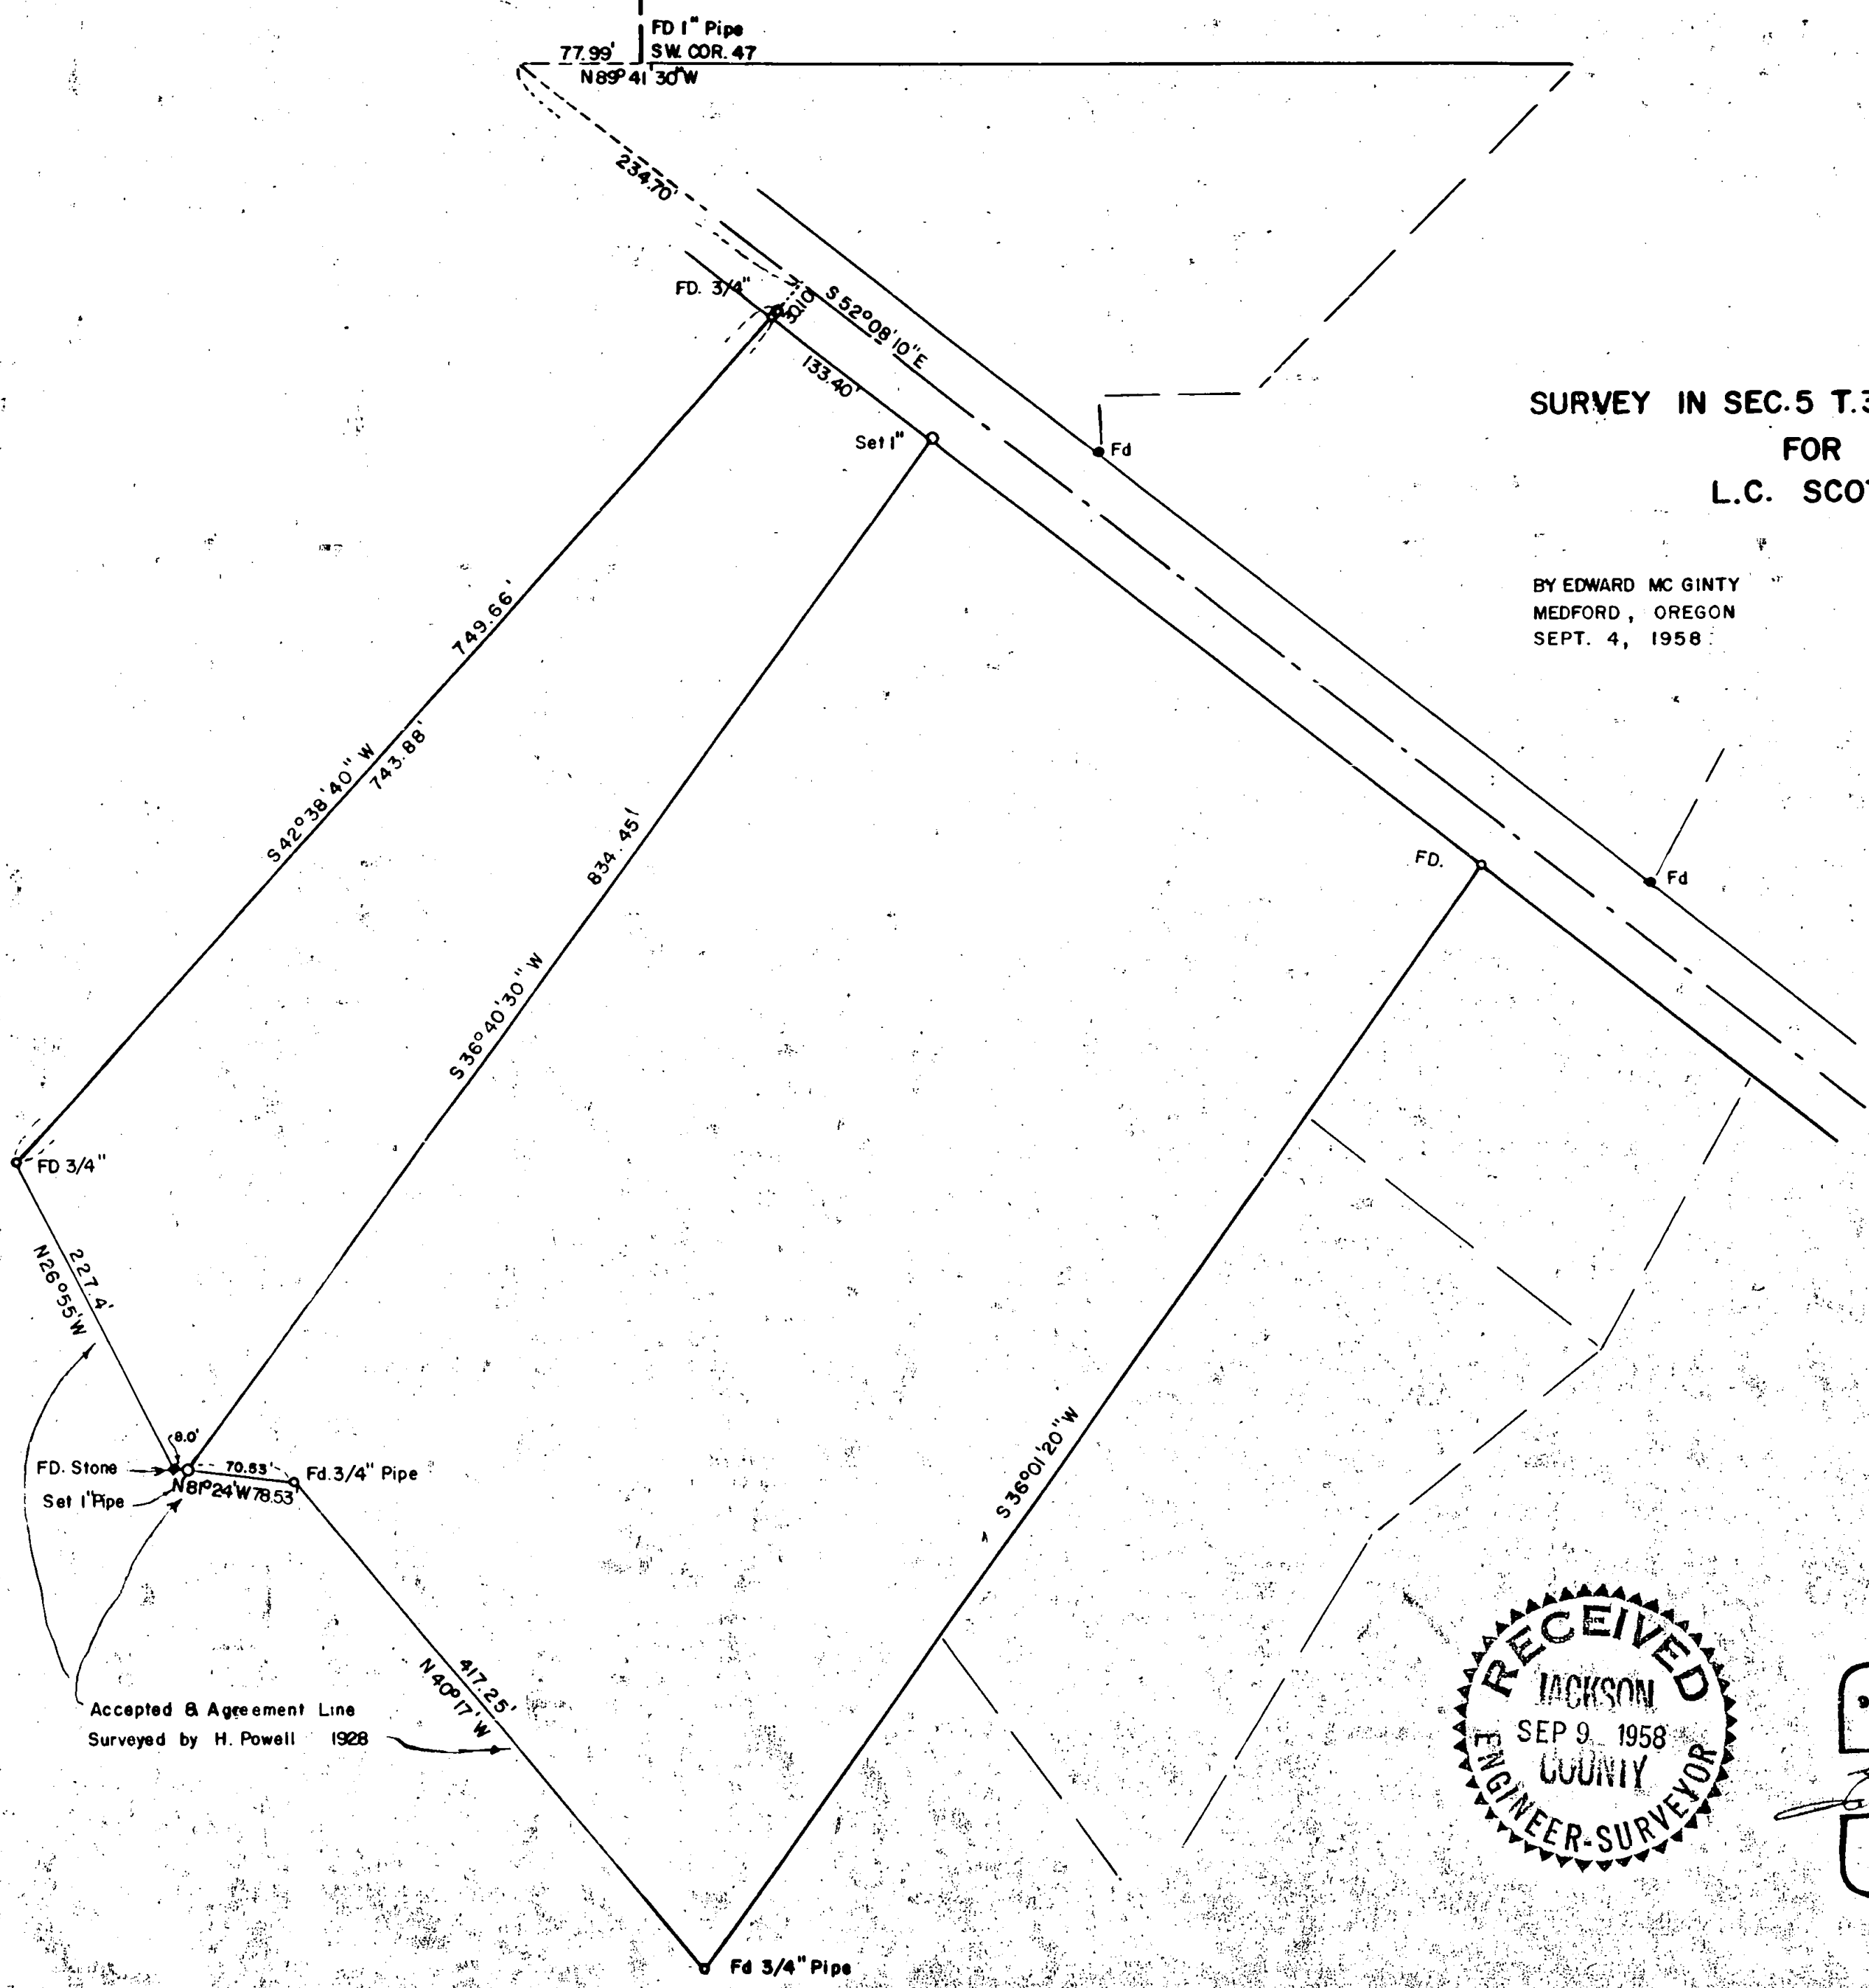 FD 1" Pipe
77.99' SW. COR. 47
N89°41'30"W
234.70'
FD. 3/4"
30.10
S52°08'10"E
133.40'
Set 1"
Fd
SURVEY IN SEC.5 T.3
FOR
L.C. SCO
BY EDWARD MC GINTY
MEDFORD, OREGON
SEPT. 4, 1958
749.66'
S42°38'40"W
743.88'
834.45'
S36°40'30"W
FD.
Fd
FD 3/4"
227.4'
N26°55'W
8.0'
FD. Stone
70.53'
Fd. 3/4" Pipe
Set 1" Pipe
N81°24'W 78.53'
S36°01'20"W
417.25'
N40°17'W
Accepted & Agreement Line
Surveyed by H. Powell 1928
Fd 3/4" Pipe
RECEIVED
JACKSON
SEP 9 1958
COUNTY
ENGINEER-SURVEYOR